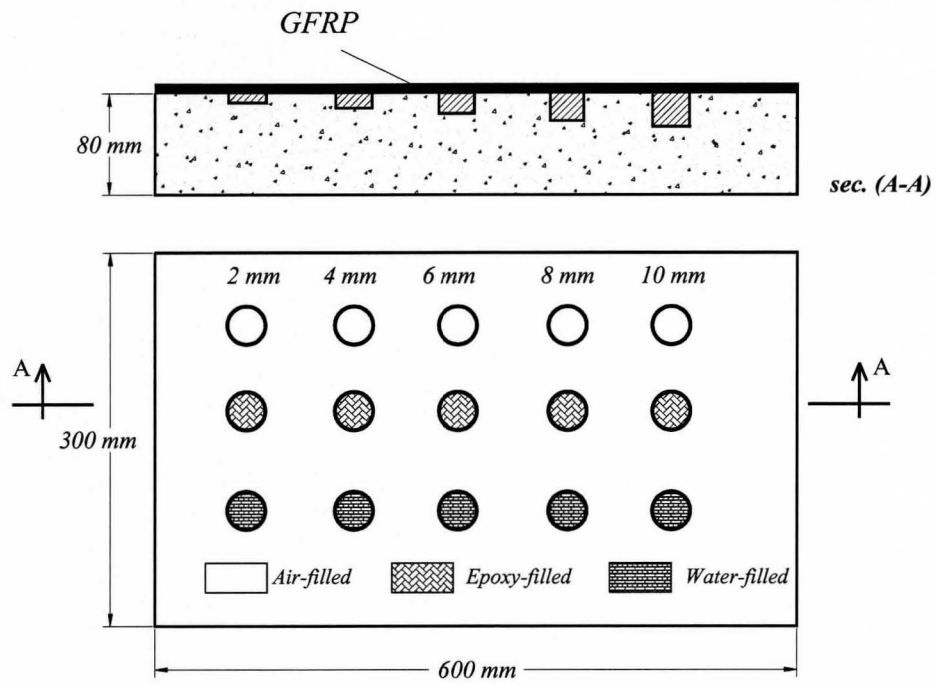 GFRP
80 mm
sec. (A-A)
2 mm 4 mm 6 mm 8 mm 10 mm
A A
300 mm
Air-filled Epoxy-filled Water-filled
600 mm